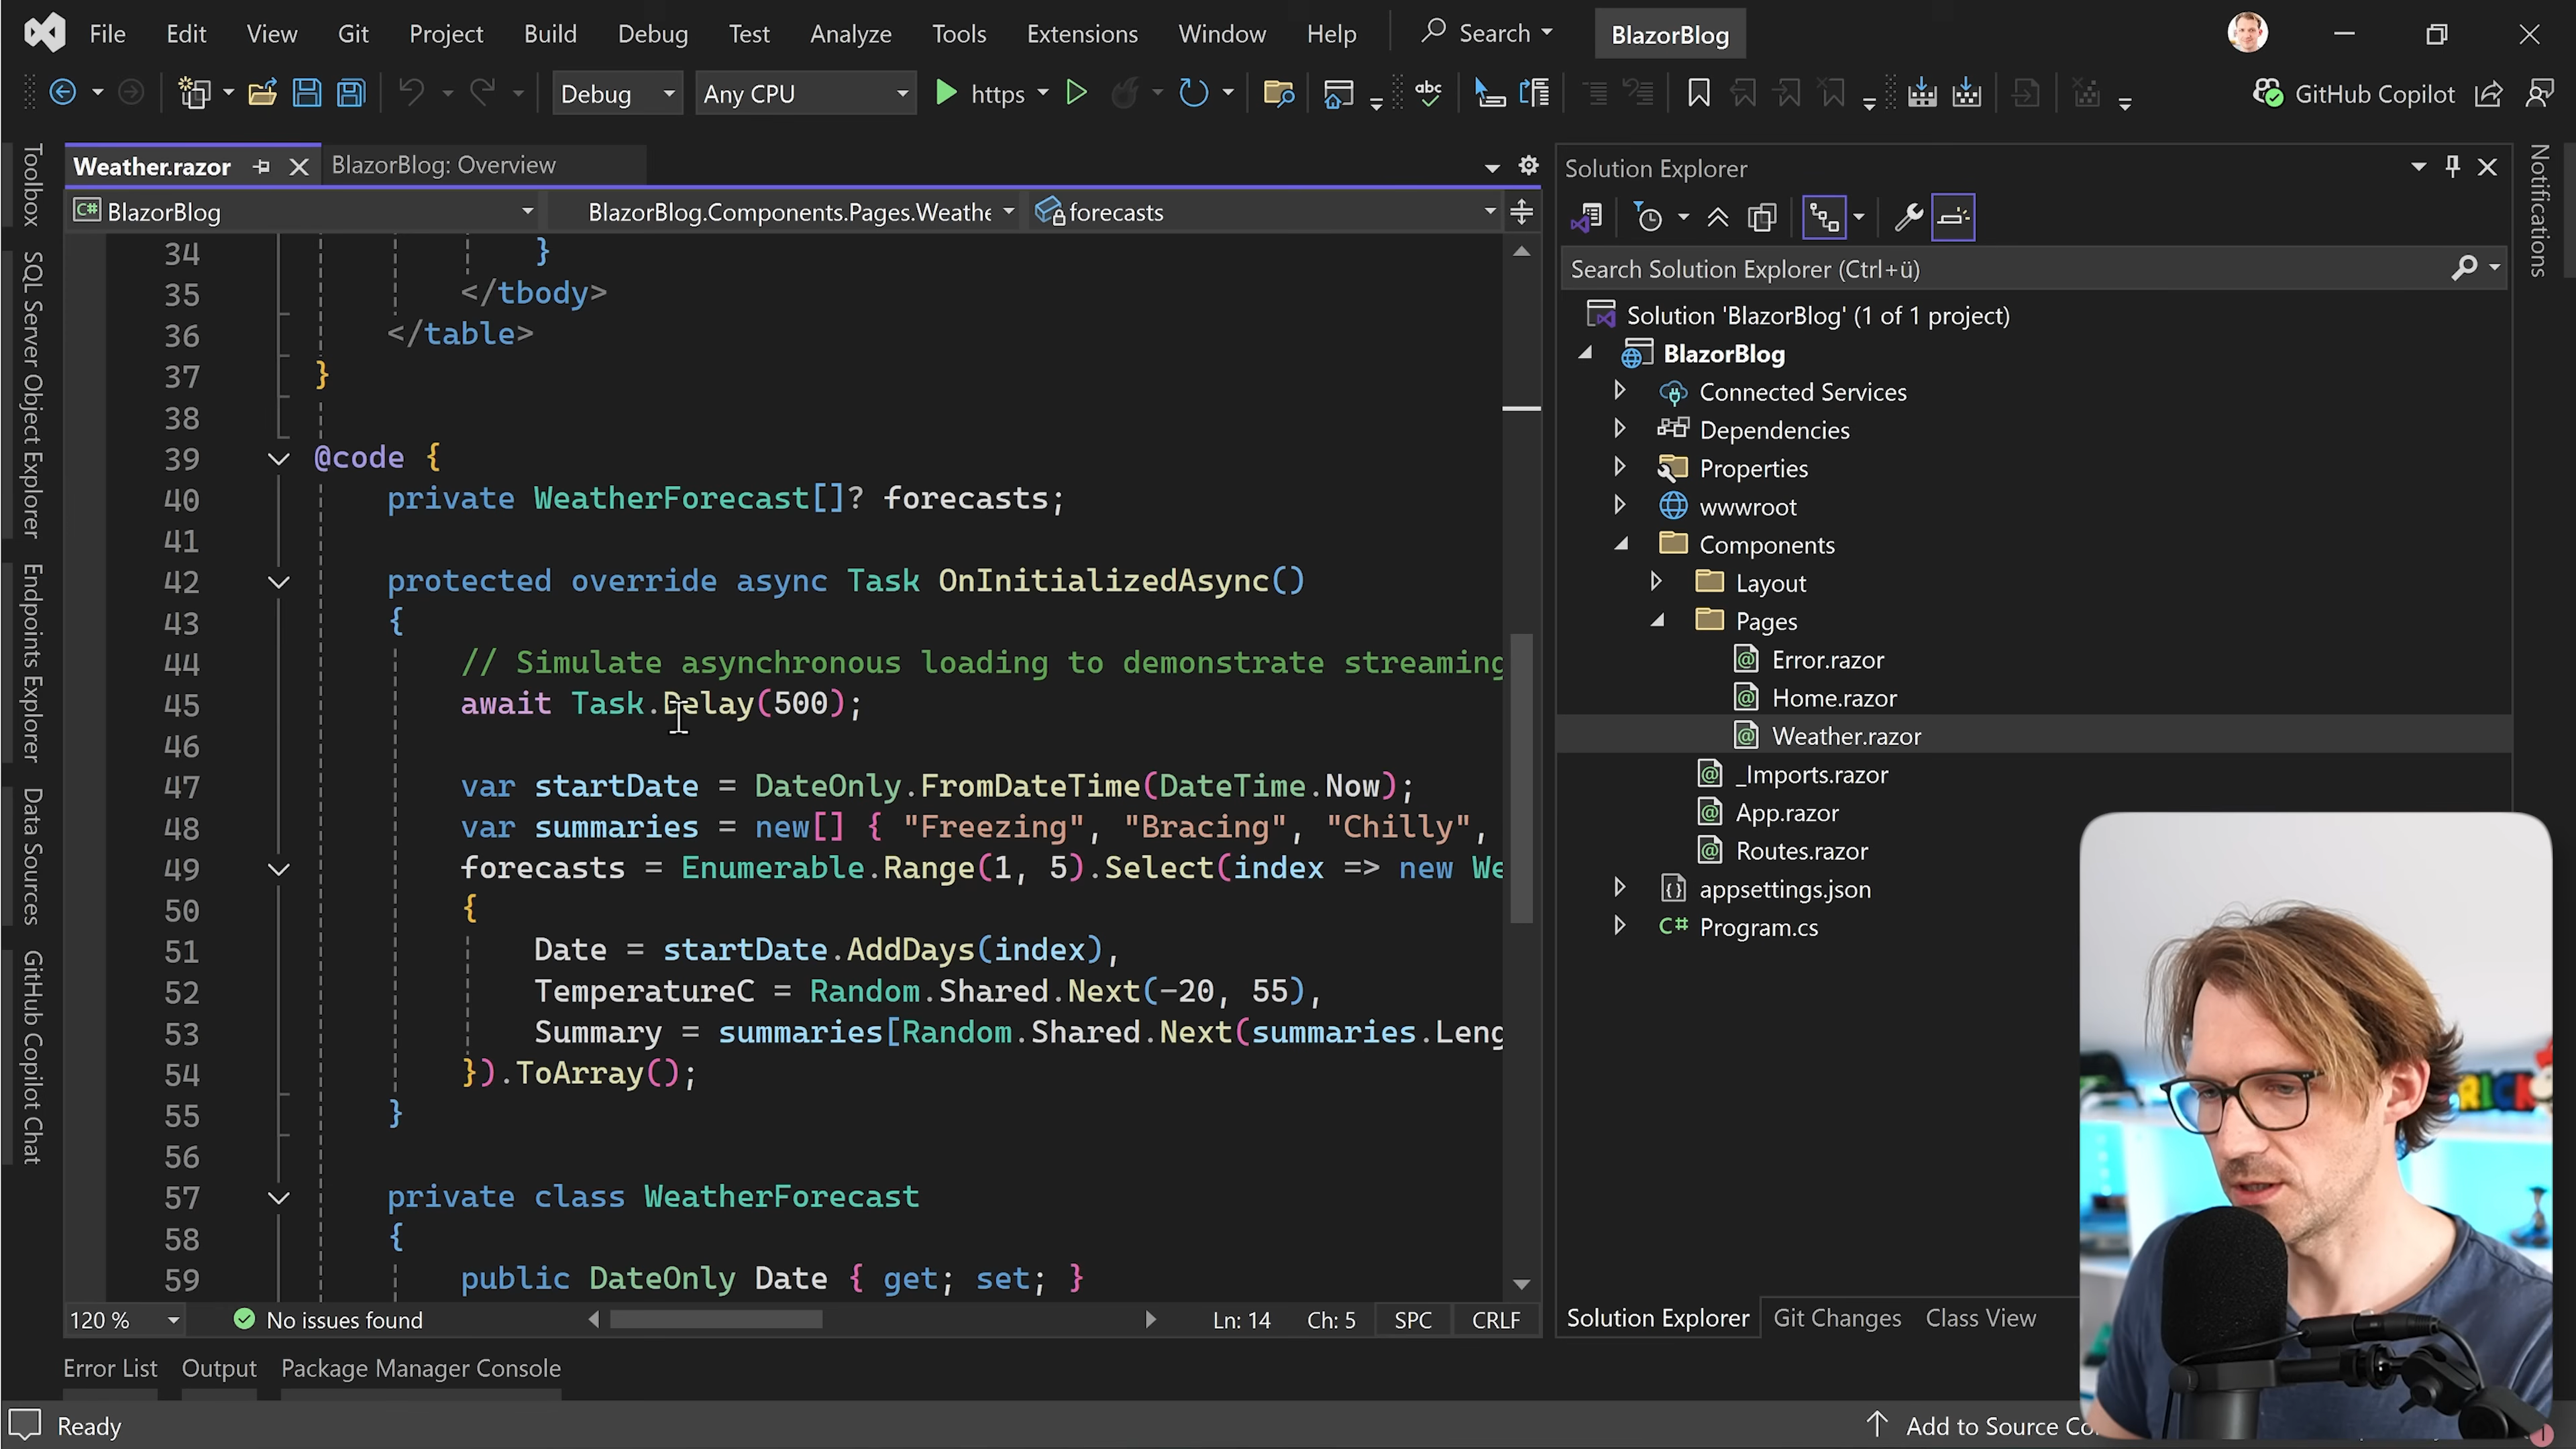 File Edit View Git Project Build Debug Test Analyze Tools Extensions Window Help Search BlazorBlog
Debug Any CPU https abc GitHub Copilot
Weather.razor BlazorBlog: Overview
C# BlazorBlog BlazorBlog.Components.Pages.Weathe forecasts
34 }
35 </tbody>
36 </table>
37 }
38
39 @code {
40 private WeatherForecast[]? forecasts;
41
42 protected override async Task OnInitializedAsync()
43 {
44 // Simulate asynchronous loading to demonstrate streaming
45 await Task.Delay(500);
46
47 var startDate = DateOnly.FromDateTime(DateTime.Now);
48 var summaries = new[] { "Freezing", "Bracing", "Chilly",
49 forecasts = Enumerable.Range(1, 5).Select(index => new We
50 {
51 Date = startDate.AddDays(index),
52 TemperatureC = Random.Shared.Next(-20, 55),
53 Summary = summaries[Random.Shared.Next(summaries.Leng
54 }).ToArray();
55 }
56
57 private class WeatherForecast
58 {
59 public DateOnly Date { get; set; }
120 % No issues found Ln: 14 Ch: 5 SPC CRLF
Error List Output Package Manager Console
Ready
Add to Source Co
Toolbox
SQL Server Object Explorer
Endpoints Explorer
Data Sources
GitHub Copilot Chat
Solution Explorer
Search Solution Explorer (Ctrl+ü)
Solution 'BlazorBlog' (1 of 1 project)
BlazorBlog
Connected Services
Dependencies
Properties
wwwroot
Components
Layout
Pages
Error.razor
Home.razor
Weather.razor
_Imports.razor
App.razor
Routes.razor
appsettings.json
C# Program.cs
Solution Explorer Git Changes Class View
Notifications